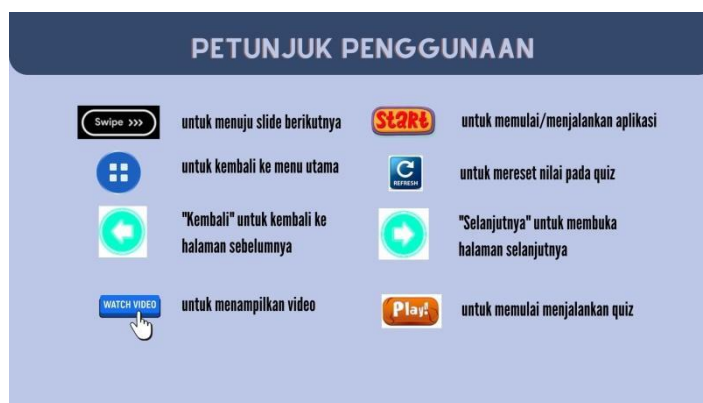 PETUNJUK PENGGUNAAN
Swipe >>>
untuk menuju slide berikutnya
START
untuk memulai/menjalankan aplikasi
untuk kembali ke menu utama
REFRESH
untuk mereset nilai pada quiz
"Kembali" untuk kembali ke
halaman sebelumnya
"Selanjutnya" untuk membuka
halaman selanjutnya
WATCH VIDEO
untuk menampilkan video
Play!
untuk memulai menjalankan quiz